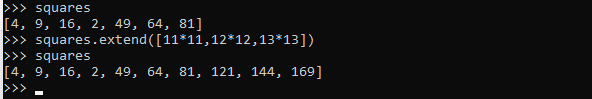 >>> squares
[4, 9, 16, 2, 49, 64, 81]
>>> squares.extend([11*11,12*12,13*13])
>>> squares
[4, 9, 16, 2, 49, 64, 81, 121, 144, 169]
>>>